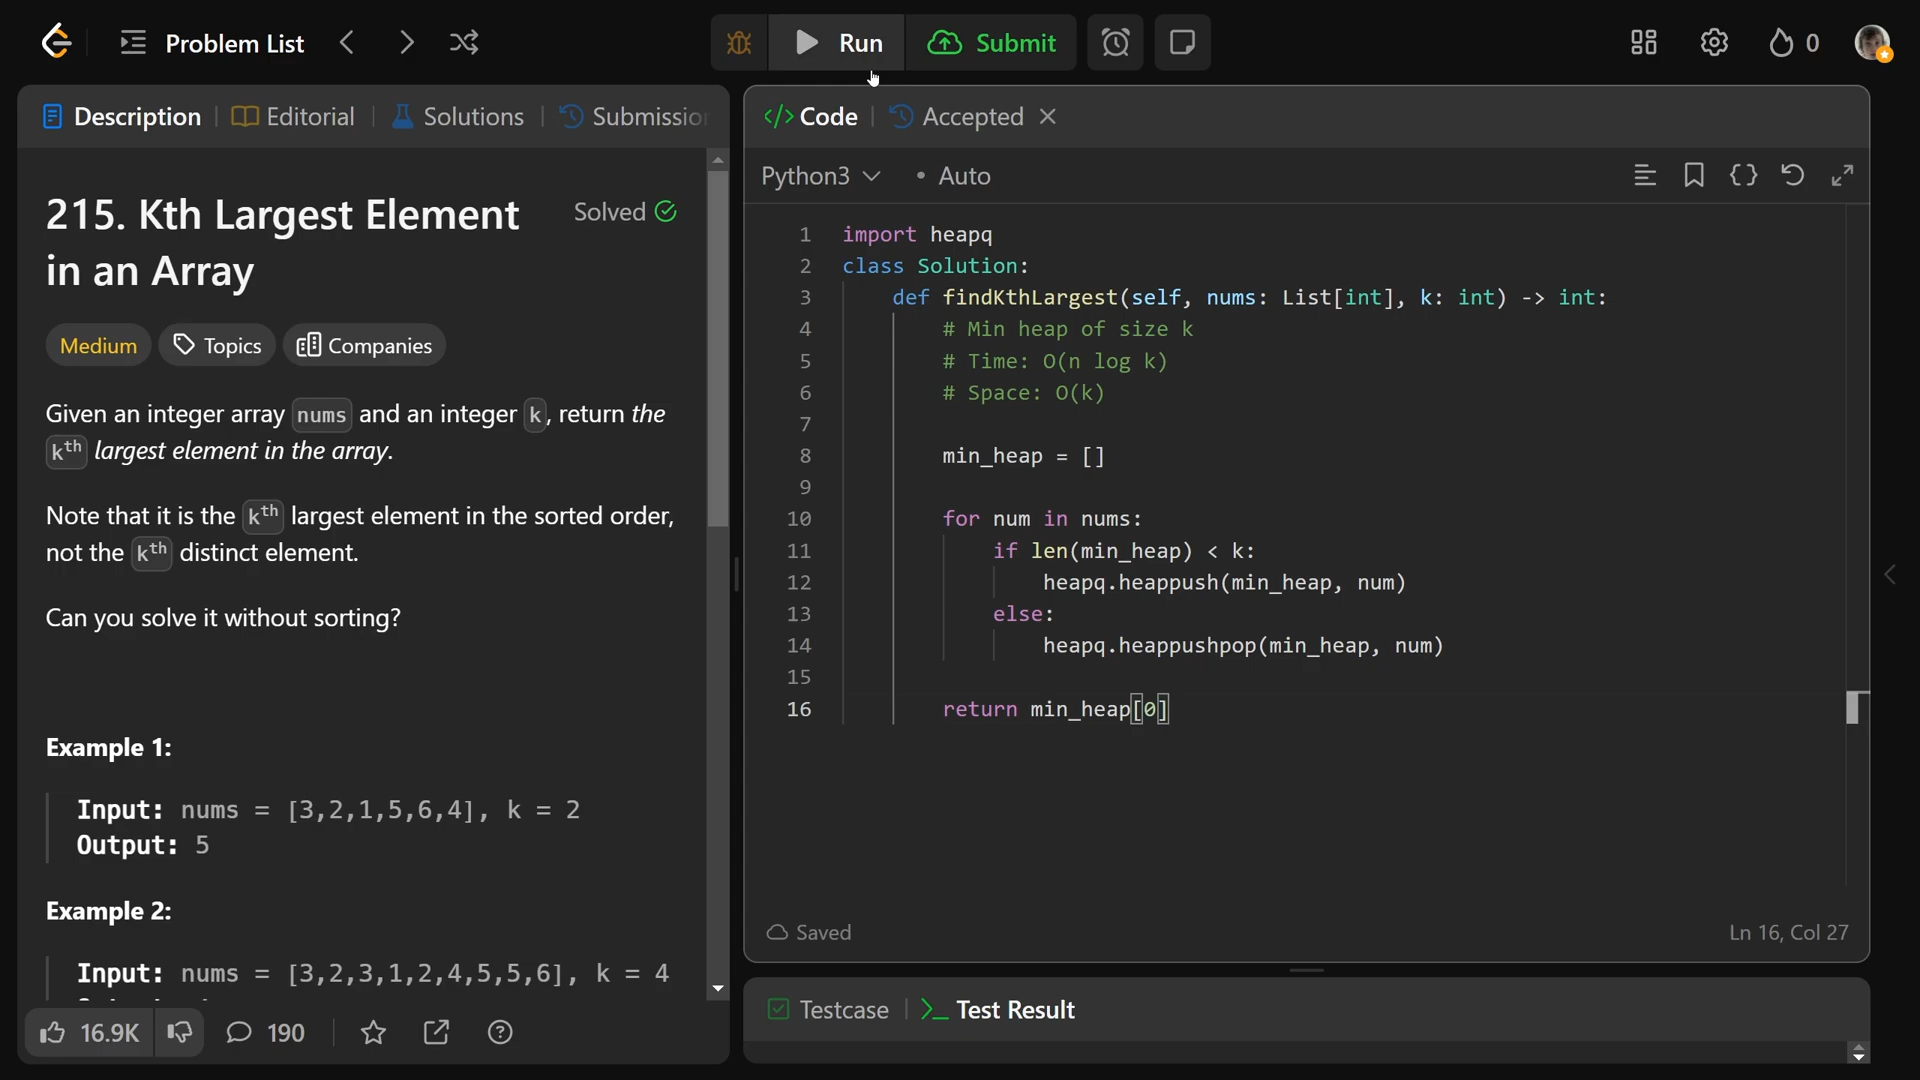 Problem List
Run
Submit
0
Description
Editorial
Solutions
215. Kth Largest Element
in an Array
Solved
Medium
Topics
Companies
Given an integer array nums and an integer k, return the
kth largest element in the array.
Note that it is the kth largest element in the sorted order,
not the kth distinct element.
Can you solve it without sorting?
Example 1:
Input: nums = [3,2,1,5,6,4], k = 2
Output: 5
Example 2:
Input: nums = [3,2,3,1,2,4,5,5,6], k = 4
16.9K
190
</> Code
Accepted
Python3
• Auto
1 import heapq
2 class Solution:
3 def findKthLargest(self, nums: List[int], k: int) -> int:
4 # Min heap of size k
5 # Time: O(n log k)
6 # Space: O(k)
7
8 min_heap = []
9
10 for num in nums:
11 if len(min_heap) < k:
12 heapq.heappush(min_heap, num)
13 else:
14 heapq.heappushpop(min_heap, num)
15
16 return min_heap[0]
Saved
Ln 16, Col 27
Testcase
>_ Test Result